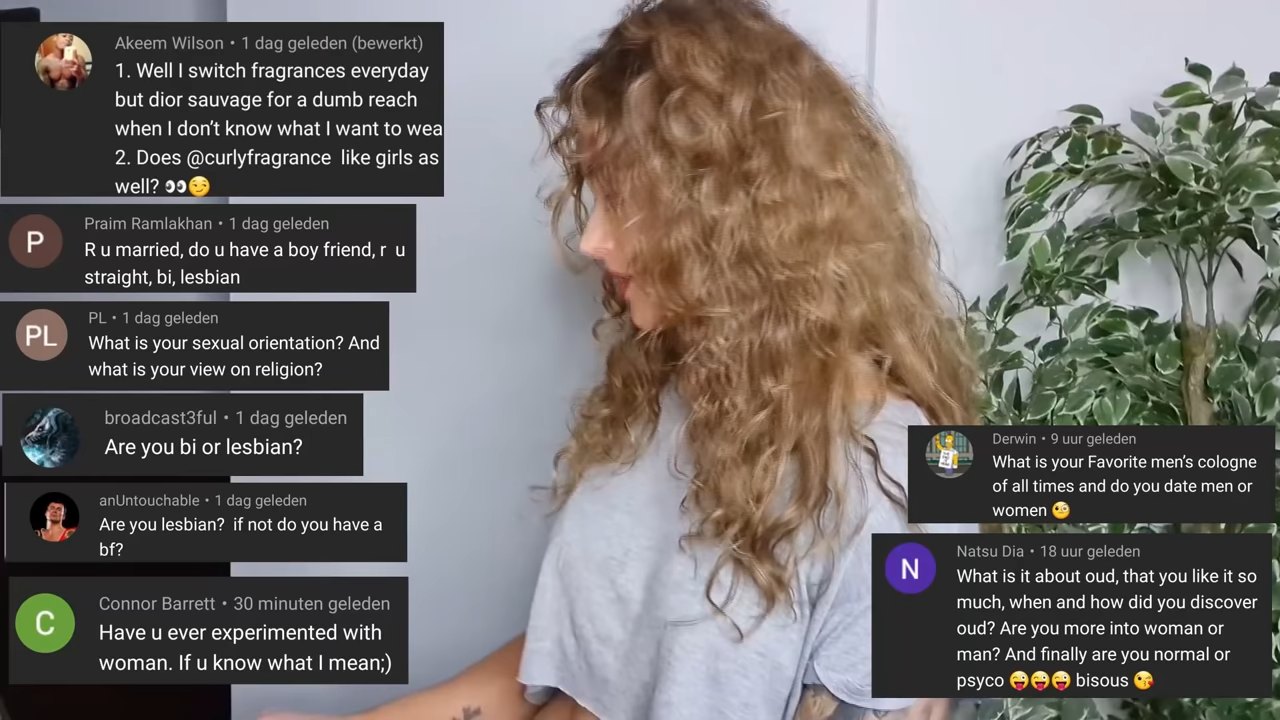 Akeem Wilson • 1 dag geleden (bewerkt)
1. Well I switch fragrances everyday
but dior sauvage for a dumb reach
when I don’t know what I want to wea
2. Does @curlyfragrance like girls as
well? 👀😏
P
Praim Ramlakhan • 1 dag geleden
R u married, do u have a boy friend, r u
straight, bi, lesbian
PL
PL • 1 dag geleden
What is your sexual orientation? And
what is your view on religion?
broadcast3ful • 1 dag geleden
Are you bi or lesbian?
anUntouchable • 1 dag geleden
Are you lesbian? if not do you have a
bf?
C
Connor Barrett • 30 minuten geleden
Have u ever experimented with
woman. If u know what I mean;)
Derwin • 9 uur geleden
What is your Favorite men’s cologne
of all times and do you date men or
women 🧐
N
Natsu Dia • 18 uur geleden
What is it about oud, that you like it so
much, when and how did you discover
oud? Are you more into woman or
man? And finally are you normal or
psyco 😜😜😜 bisous 😘